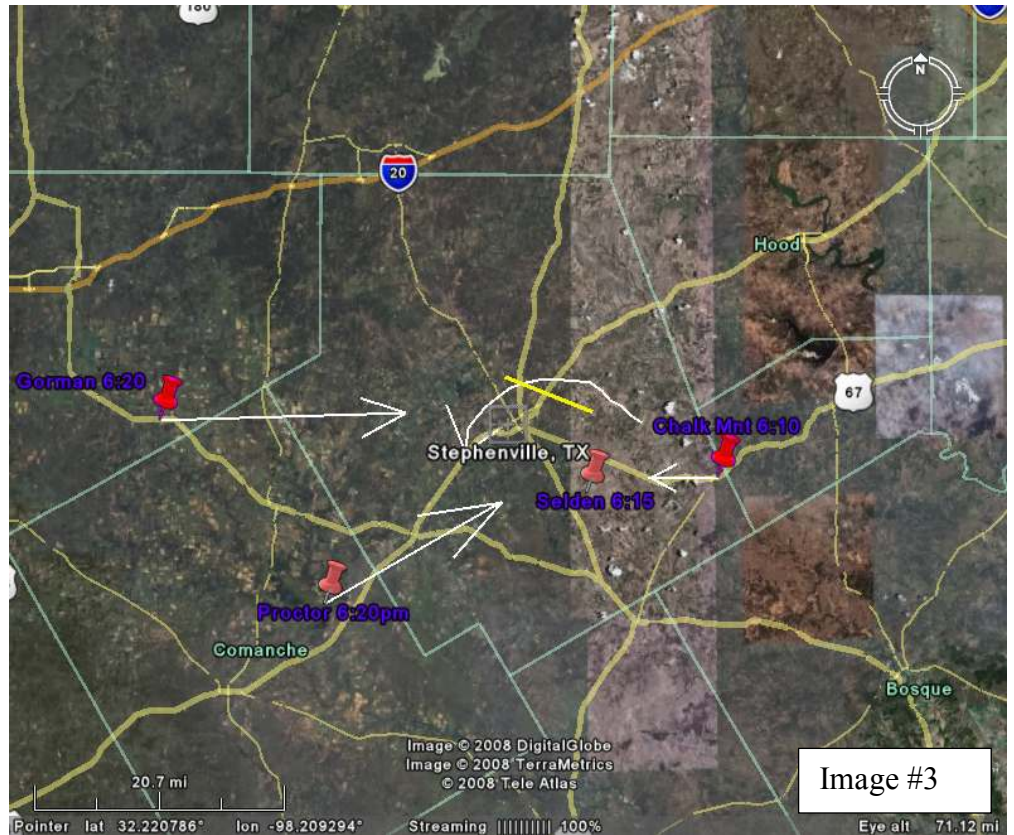 180
N
20
Hood
67
Gorman 6:20
Chalk Mnt 6:10
Stephenville, TX
Selden 6:15
Proctor 6:20pm
Comanche
Bosque
Image © 2008 DigitalGlobe
Image © 2008 TerraMetrics
© 2008 Tele Atlas
Image #3
20.7 mi
Pointer lat 32.220786° lon -98.209294° Streaming |||||||||| 100% Eye alt 71.12 mi